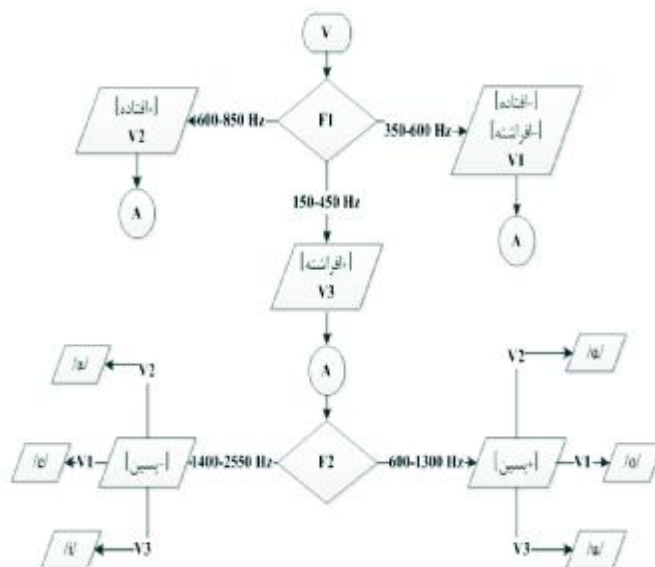 V
[+افتاده]
V2
600-850 Hz
F1
350-600 Hz
[-افتاده]
[-افراشته]
V1
A
150-450 Hz
A
[+افراشته]
V3
A
V2
/a/
V2
/e/
V1
[-پسین]
1400-2550 Hz
F2
600-1300 Hz
[+پسین]
V1
/o/
/i/
V3
V3
/u/